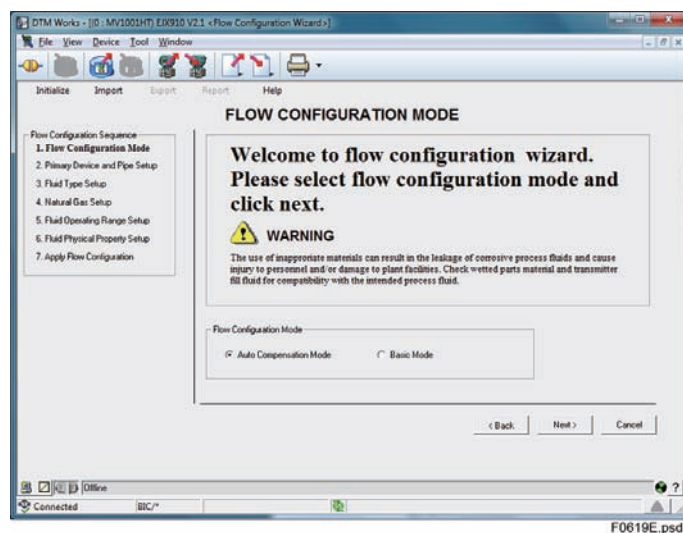 DTM Works - [(0 : MV1001HT) EJX910 V2.1 <Flow Configuration Wizard>]
File View Device Tool Window
Initialize Import Export Report Help
FLOW CONFIGURATION MODE
Flow Configuration Sequence
1. Flow Configuration Mode
2. Primary Device and Pipe Setup
3. Fluid Type Setup
4. Natural Gas Setup
5. Fluid Operating Range Setup
6. Fluid Physical Property Setup
7. Apply Flow Configuration
Welcome to flow configuration wizard.
Please select flow configuration mode and
click next.
WARNING
The use of inapproriate materials can result in the leakage of corrosive process fluids and cause
injury to personnel and/or damage to plant facilities. Check wetted parts material and transmitter
fill fluid for compatibility with the intended process fluid.
Flow Configuration Mode
Auto Compensation Mode Basic Mode
< Back Next > Cancel
Offline
Connected BIC/*
F0619E.psd